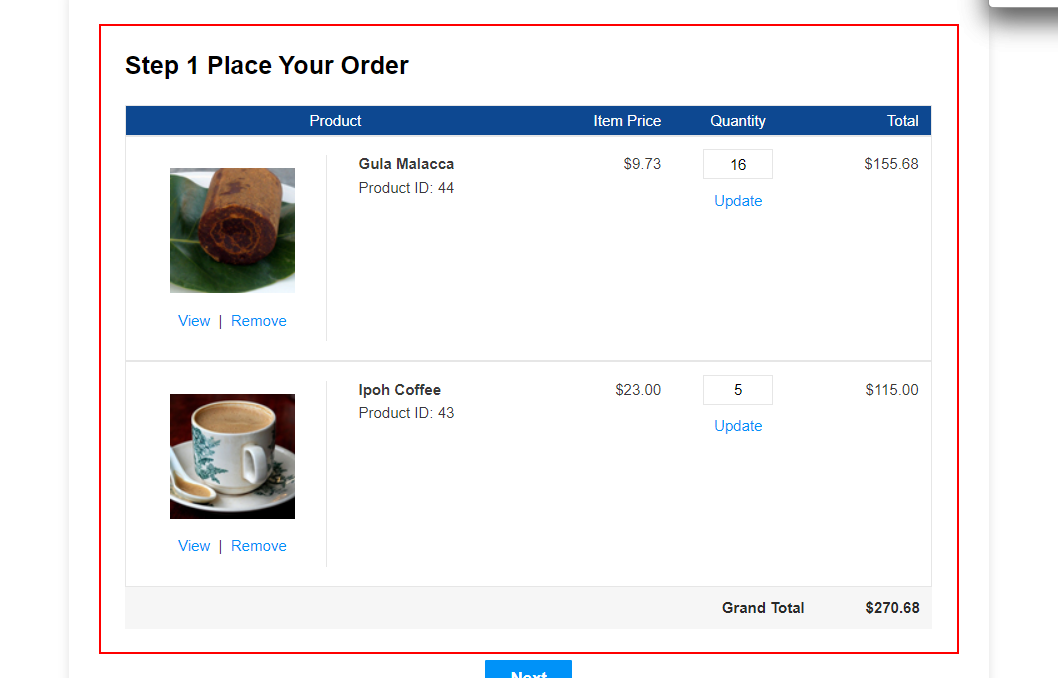 Step 1 Place Your Order
Product Item Price Quantity Total
Gula Malacca $9.73 16 $155.68
Product ID: 44
Update
View | Remove
Ipoh Coffee $23.00 5 $115.00
Product ID: 43
Update
View | Remove
Grand Total $270.68
Next